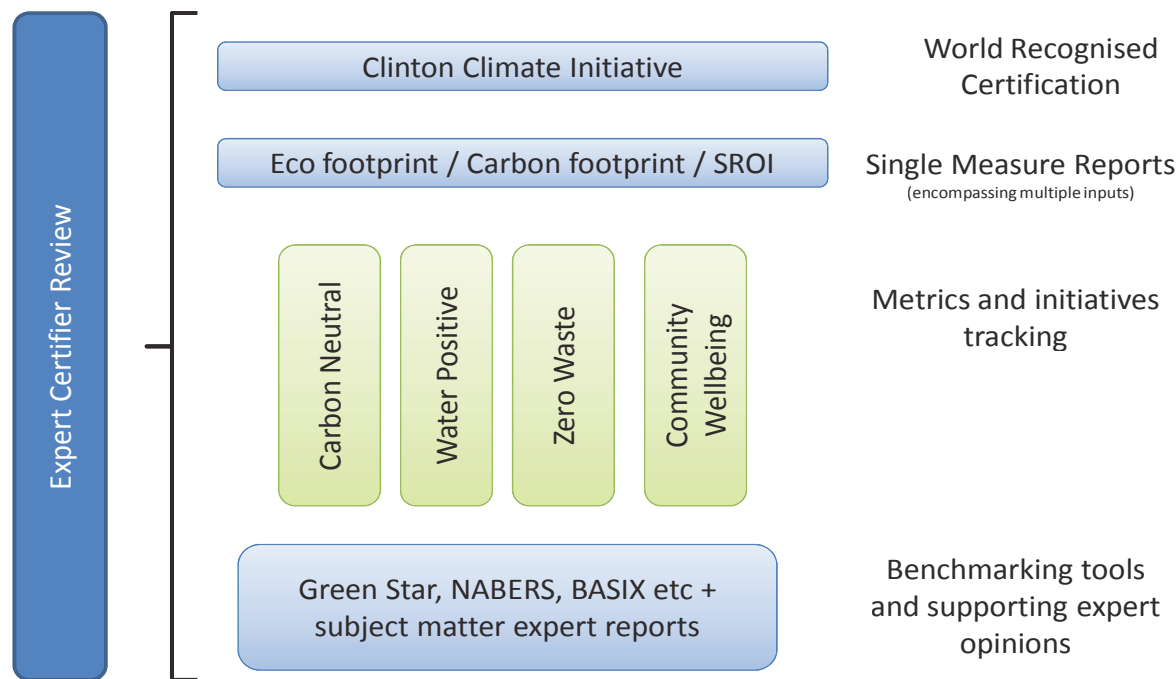 Expert Certifier Review
Clinton Climate Initiative
World Recognised
Certification
Eco footprint / Carbon footprint / SROI
Single Measure Reports
(encompassing multiple inputs)
Carbon Neutral
Water Positive
Zero Waste
Community
Wellbeing
Metrics and initiatives
tracking
Green Star, NABERS, BASIX etc +
subject matter expert reports
Benchmarking tools
and supporting expert
opinions